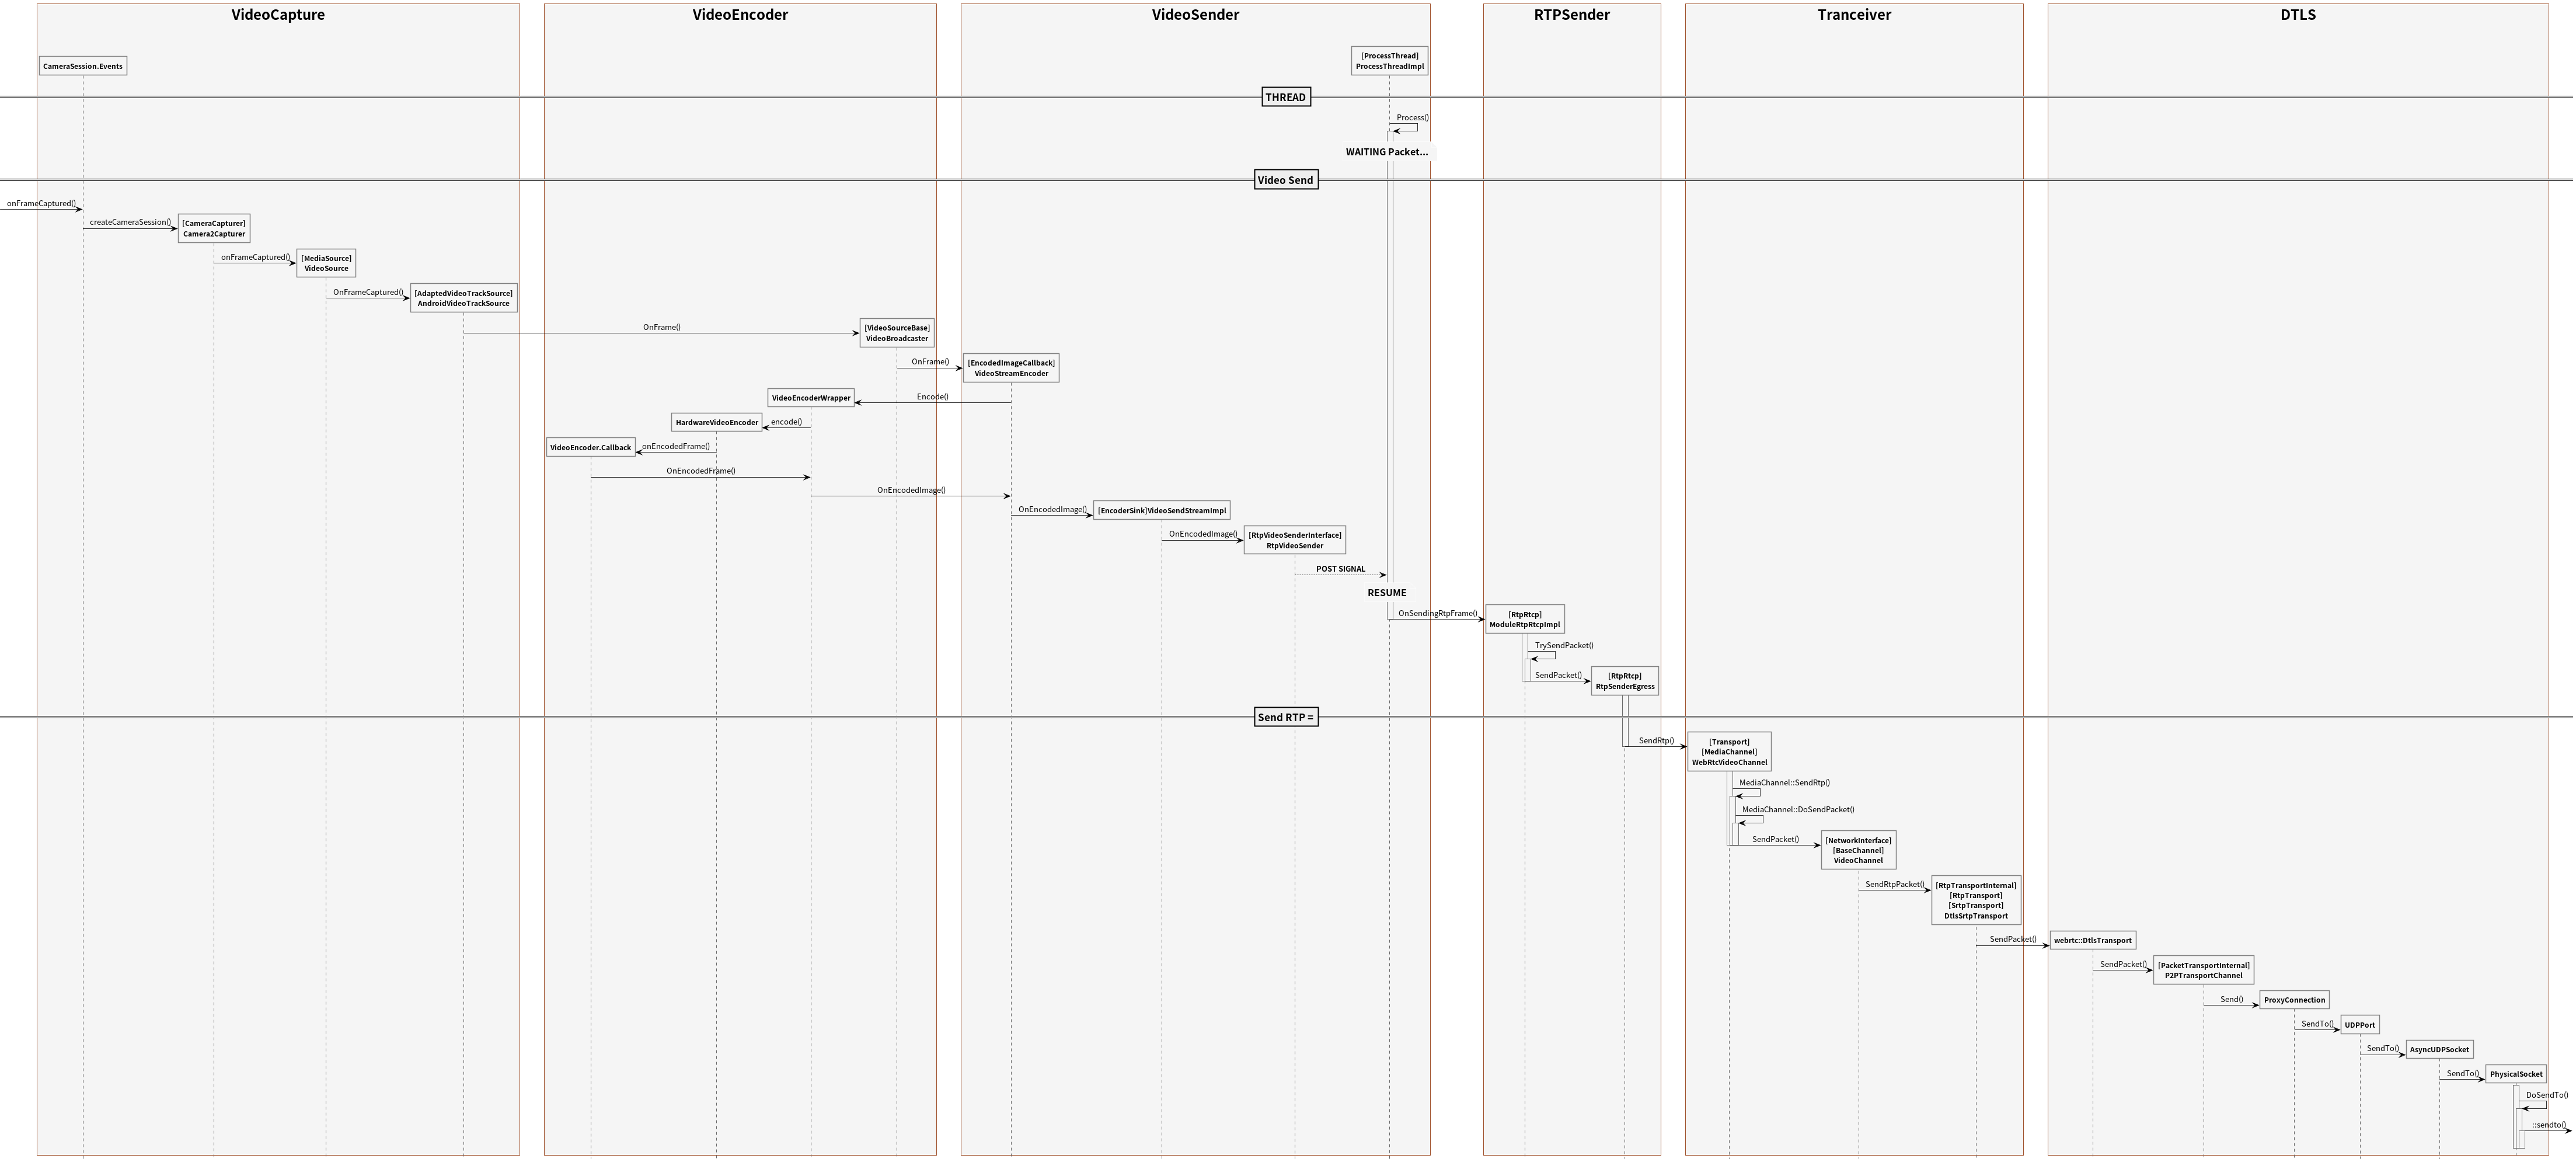 VideoCapture
VideoEncoder
VideoSender
RTPSender
Tranceiver
DTLS
CameraSession.Events
[ProcessThread]
ProcessThreadImpl
THREAD
Process()
WAITING Packet...
Video Send
onFrameCaptured()
createCameraSession()
[CameraCapturer]
Camera2Capturer
onFrameCaptured()
[MediaSource]
VideoSource
OnFrameCaptured()
[AdaptedVideoTrackSource]
AndroidVideoTrackSource
OnFrame()
[VideoSourceBase]
VideoBroadcaster
OnFrame()
[EncodedImageCallback]
VideoStreamEncoder
Encode()
VideoEncoderWrapper
encode()
HardwareVideoEncoder
onEncodedFrame()
VideoEncoder.Callback
OnEncodedFrame()
OnEncodedImage()
OnEncodedImage()
[EncoderSink]VideoSendStreamImpl
OnEncodedImage()
[RtpVideoSenderInterface]
RtpVideoSender
POST SIGNAL
RESUME
OnSendingRtpFrame()
[RtpRtcp]
ModuleRtpRtcpImpl
TrySendPacket()
SendPacket()
[RtpRtcp]
RtpSenderEgress
Send RTP =
SendRtp()
[Transport]
[MediaChannel]
WebRtcVideoChannel
MediaChannel::SendRtp()
MediaChannel::DoSendPacket()
SendPacket()
[NetworkInterface]
[BaseChannel]
VideoChannel
SendRtpPacket()
[RtpTransportInternal]
[RtpTransport]
[SrtpTransport]
DtlsSrtpTransport
SendPacket()
webrtc::DtlsTransport
SendPacket()
[PacketTransportInternal]
P2PTransportChannel
Send()
ProxyConnection
SendTo()
UDPPort
SendTo()
AsyncUDPSocket
SendTo()
PhysicalSocket
DoSendTo()
::sendto()